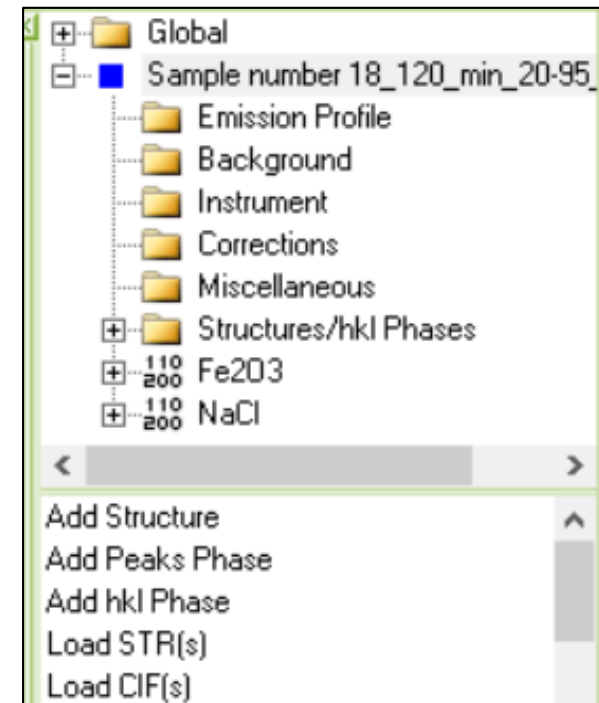 Global
Sample number 18_120_min_20-95_
Emission Profile
Background
Instrument
Corrections
Miscellaneous
Structures/hkl Phases
110
200 Fe2O3
110
200 NaCl
Add Structure
Add Peaks Phase
Add hkl Phase
Load STR(s)
Load CIF(s)